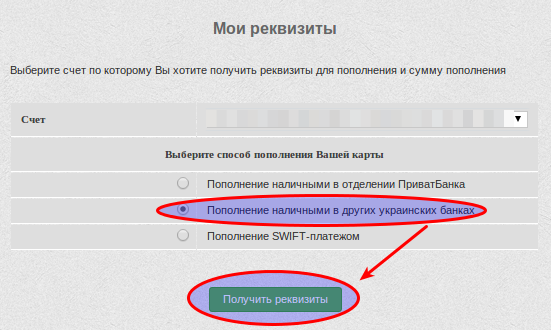 Мои реквизиты
Выберите счет по которому Вы хотите получить реквизиты для пополнения и сумму пополнения
Счет
Выберите способ пополнения Вашей карты
Пополнение наличными в отделении ПриватБанка
Пополнение наличными в других украинских банках
Пополнение SWIFT-платежом
Получить реквизиты